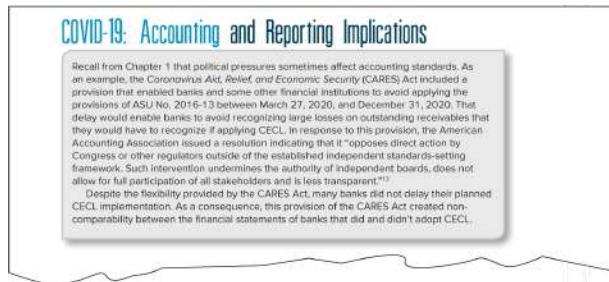 COVID-19: Accounting and Reporting Implications
Recall from Chapter 1 that political pressures sometimes affect accounting standards. As
an example, the Coronavirus Aid, Relief, and Economic Security (CARES) Act included a
provision that enabled banks and some other financial institutions to avoid applying the
provisions of ASU No. 2016-13 between March 27, 2020, and December 31, 2020. That
delay would enable banks to avoid recognizing large losses on outstanding receivables that
they would have to recognize if applying CECL. In response to this provision, the American
Accounting Association issued a resolution indicating that it "opposes direct action by
Congress or other regulators outside of the established independent standards-setting
framework. Such intervention undermines the authority of independent boards, does not
allow for full participation of all stakeholders and is less transparent."13
Despite the flexibility provided by the CARES Act, many banks did not delay their planned
CECL implementation. As a consequence, this provision of the CARES Act created non-
comparability between the financial statements of banks that did and didn't adopt CECL.